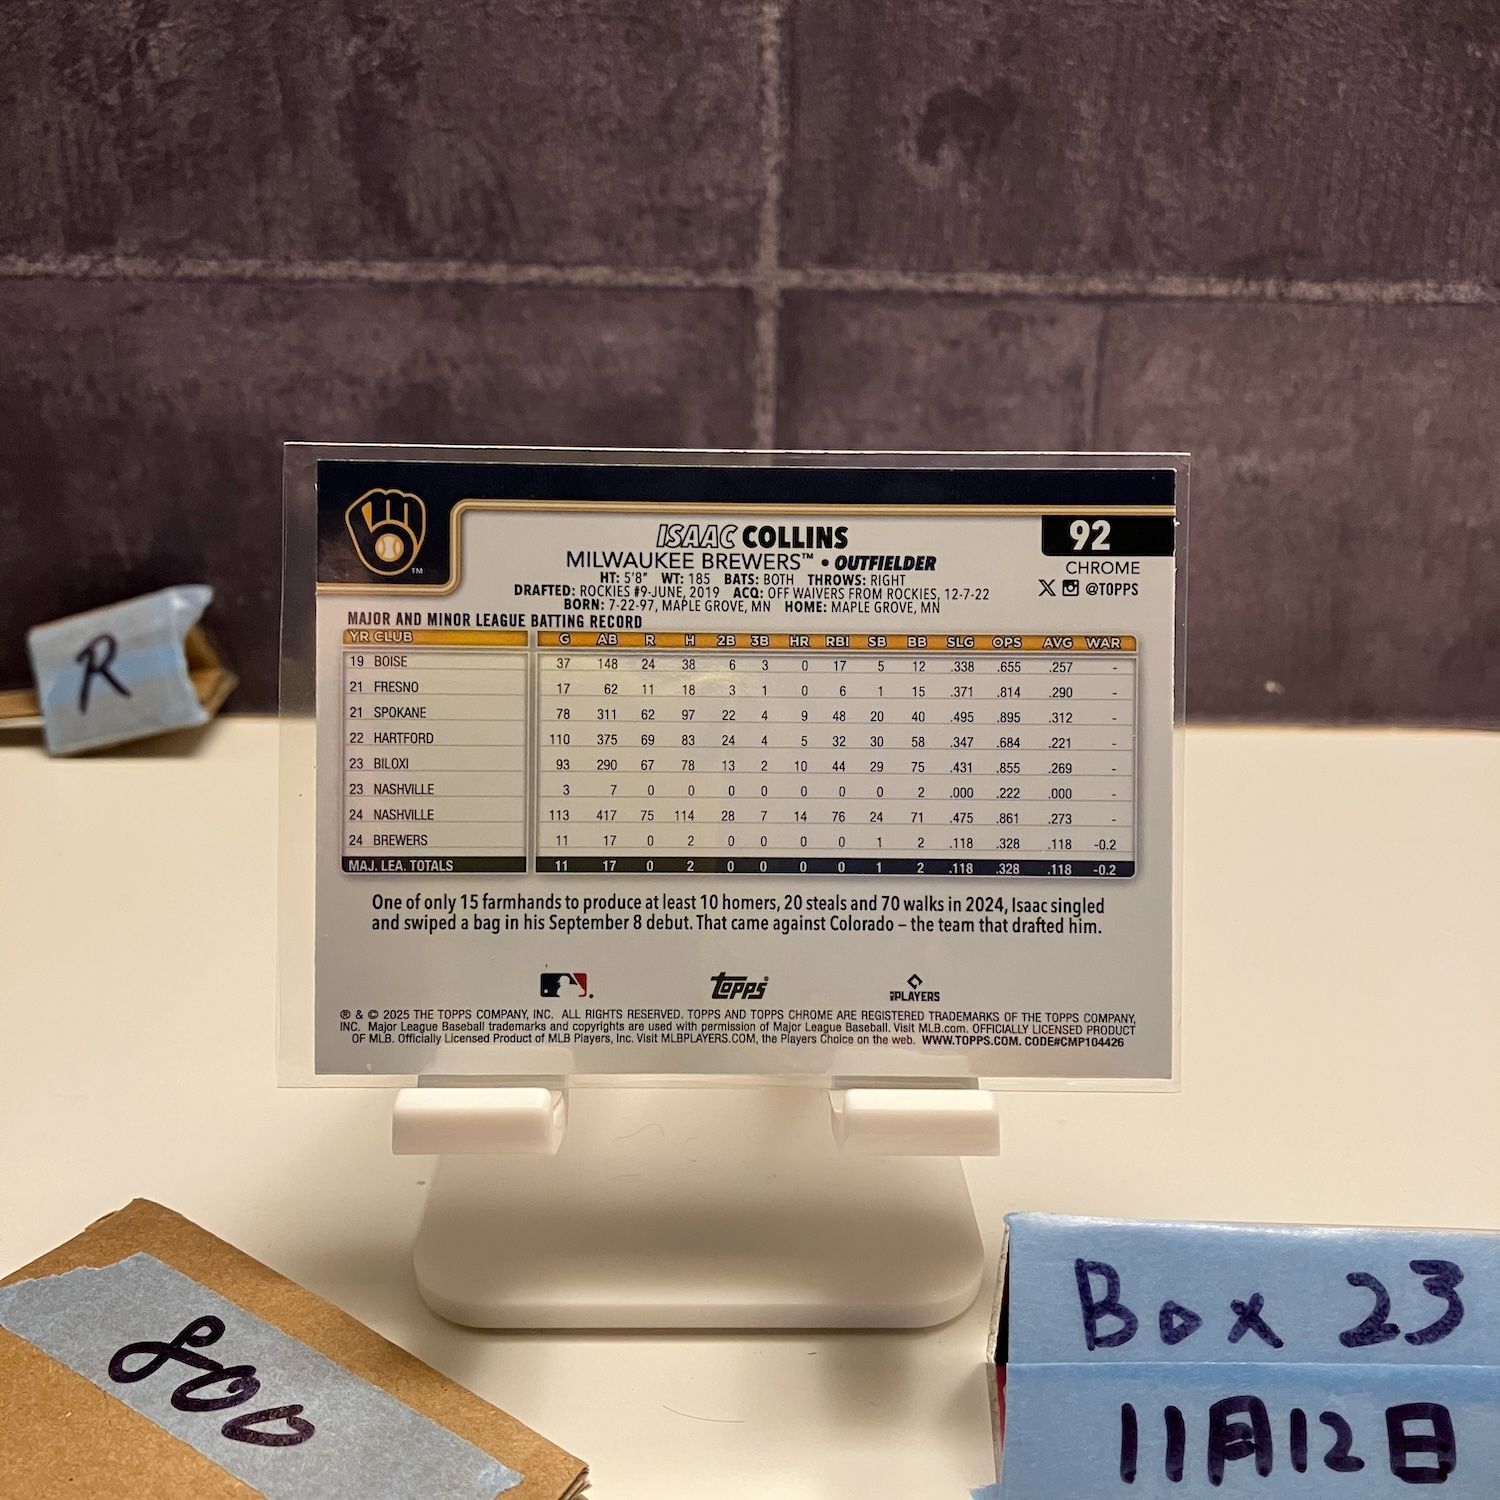 ISAAC COLLINS
92
MILWAUKEE BREWERS™ • OUTFIELDER
CHROME
HT: 5'8" WT: 185 BATS: BOTH THROWS: RIGHT
DRAFTED: ROCKIES #9-JUNE, 2019 ACQ: OFF WAIVERS FROM ROCKIES, 12-7-22
@TOPPS
BORN: 7-22-97, MAPLE GROVE, MN HOME: MAPLE GROVE, MN
MAJOR AND MINOR LEAGUE BATTING RECORD
YR CLUB G AB R H 2B 3B HR RBI SB BB SLG OPS AVG WAR
19 BOISE 37 148 24 38 6 3 0 17 5 12 .338 .655 .257 -
21 FRESNO 17 62 11 18 3 1 0 6 1 15 .371 .814 .290 -
21 SPOKANE 78 311 62 97 22 4 9 48 20 40 .495 .895 .312 -
22 HARTFORD 110 375 69 83 24 4 5 32 30 58 .347 .684 .221 -
23 BILOXI 93 290 67 78 13 2 10 44 29 75 .431 .855 .269 -
23 NASHVILLE 3 7 0 0 0 0 0 0 0 2 .000 .222 .000 -
24 NASHVILLE 113 417 75 114 28 7 14 76 24 71 .475 .861 .273 -
24 BREWERS 11 17 0 2 0 0 0 0 1 2 .118 .328 .118 -0.2
MAJ. LEA. TOTALS 11 17 0 2 0 0 0 0 1 2 .118 .328 .118 -0.2
One of only 15 farmhands to produce at least 10 homers, 20 steals and 70 walks in 2024, Isaac singled
and swiped a bag in his September 8 debut. That came against Colorado – the team that drafted him.
Topps
PLAYERS
® & © 2025 THE TOPPS COMPANY, INC. ALL RIGHTS RESERVED. TOPPS AND TOPPS CHROME ARE REGISTERED TRADEMARKS OF THE TOPPS COMPANY,
INC. Major League Baseball trademarks and copyrights are used with permission of Major League Baseball. Visit MLB.com. OFFICIALLY LICENSED PRODUCT
OF MLB. Officially Licensed Product of MLB Players, Inc. Visit MLBPLAYERS.COM, the Players Choice on the web. WWW.TOPPS.COM. CODE#CMP104426
R
800
Box 23
11月12日